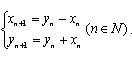 {x_{n+1} = y_n − x_n
y_{n+1} = y_n + x_n (n ∈ N).